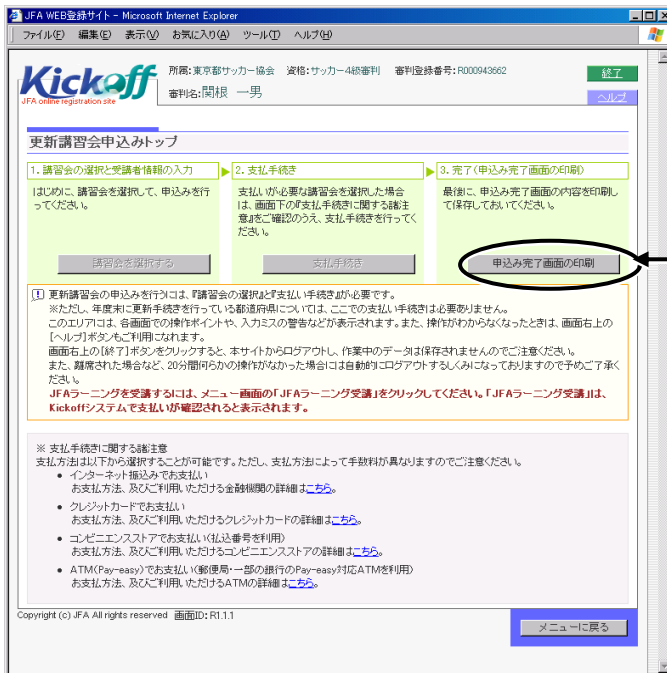 JFA WEB登録サイト - Microsoft Internet Explorer
ファイル(F) 編集(E) 表示(V) お気に入り(A) ツール(T) ヘルプ(H)
Kickoff
JFA online registration site
所属:東京都サッカー協会 資格:サッカー4級審判 審判登録番号:R000943662
審判名:関根 一男
終了
ヘルプ
更新講習会申込みトップ
1. 講習会の選択と受講者情報の入力
はじめに、講習会を選択して、申込みを行
ってください。
講習会を選択する
2. 支払手続き
支払いが必要な講習会を選択した場合
は、画面下の『支払手続きに関する諸注
意』をご確認のうえ、支払手続きを行ってく
ださい。
支払手続き
3. 完了(申込み完了画面の印刷)
最後に、申込み完了画面の内容を印刷し
て保存しておいてください。
申込み完了画面の印刷
更新講習会の申込みを行うには、『講習会の選択』と『支払い手続き』が必要です。
※ただし、年度末に更新手続きを行っている都道府県については、ここでの支払い手続きは必要ありません。
このエリアには、各画面での操作ポイントや、入力ミスの警告などが表示されます。また、操作がわからなくなったときは、画面右上の
[ヘルプ]ボタンもご利用になれます。
画面右上の[終了]ボタンをクリックすると、本サイトからログアウトし、作業中のデータは保存されませんのでご注意ください。
また、離席された場合など、20分間何らかの操作がなかった場合には自動的にログアウトするしくみになっておりますので予めご了承く
ださい。
JFAラーニングを受講するには、メニュー画面の「JFAラーニング受講」をクリックしてください。「JFAラーニング受講」は、
Kickoffシステムで支払いが確認されると表示されます。
※ 支払手続きに関する諸注意
支払方法は以下から選択することが可能です。ただし、支払方法によって手数料が異なりますのでご注意ください。
• インターネット振込みでお支払い
お支払方法、及びご利用いただける金融機関の詳細はこちら。
• クレジットカードでお支払い
お支払方法、及びご利用いただけるクレジットカードの詳細はこちら。
• コンビニエンスストアでお支払い(払込番号を利用)
お支払方法、及びご利用いただけるコンビニエンスストアの詳細はこちら。
• ATM(Pay-easy)でお支払い(郵便局・一部の銀行のPay-easy対応ATMを利用)
お支払方法、及びご利用いただけるATMの詳細はこちら。
Copyright (c) JFA All rights reserved 画面ID: R1.1.1
メニューに戻る